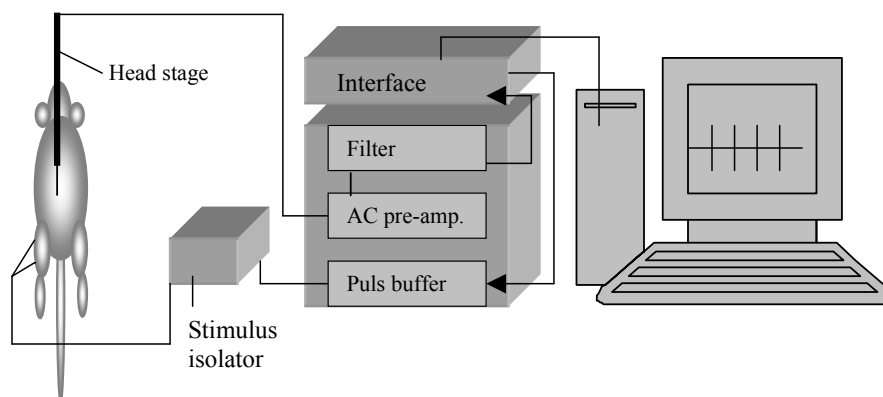 Head stage
Interface
Filter
AC pre-amp.
Puls buffer
Stimulus
isolator